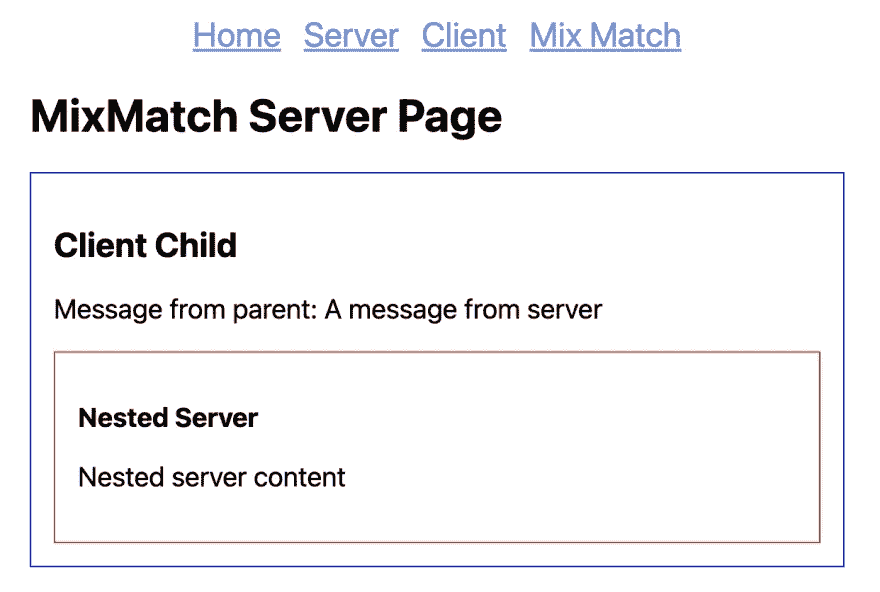 Home Server Client Mix Match
MixMatch Server Page
Client Child
Message from parent: A message from server
Nested Server
Nested server content